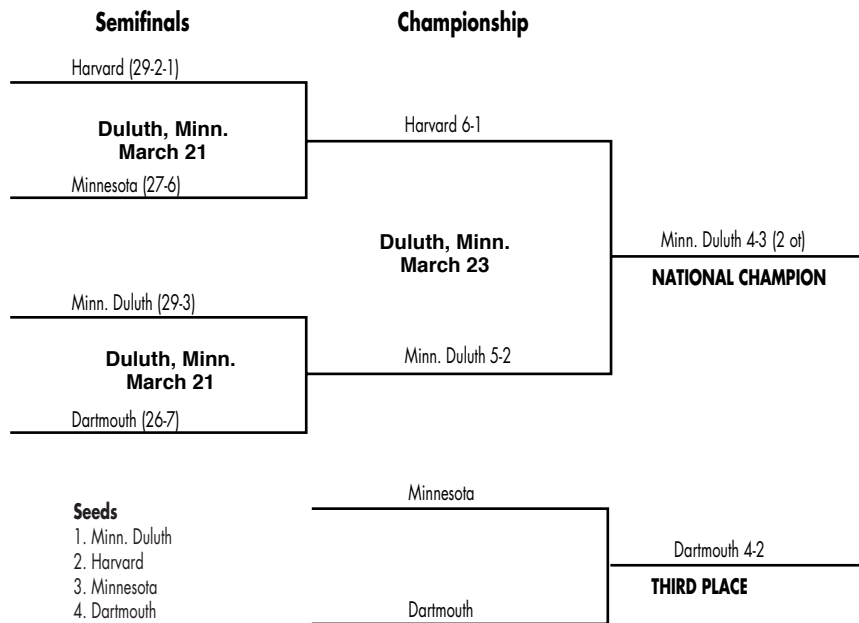 Semifinals
Championship
Harvard (29-2-1)
Duluth, Minn.
March 21
Harvard 6-1
Minnesota (27-6)
Duluth, Minn.
March 23
Minn. Duluth 4-3 (2 ot)
NATIONAL CHAMPION
Minn. Duluth (29-3)
Duluth, Minn.
March 21
Minn. Duluth 5-2
Dartmouth (26-7)
Minnesota
Seeds
1. Minn. Duluth
2. Harvard
3. Minnesota
4. Dartmouth
Dartmouth 4-2
THIRD PLACE
Dartmouth